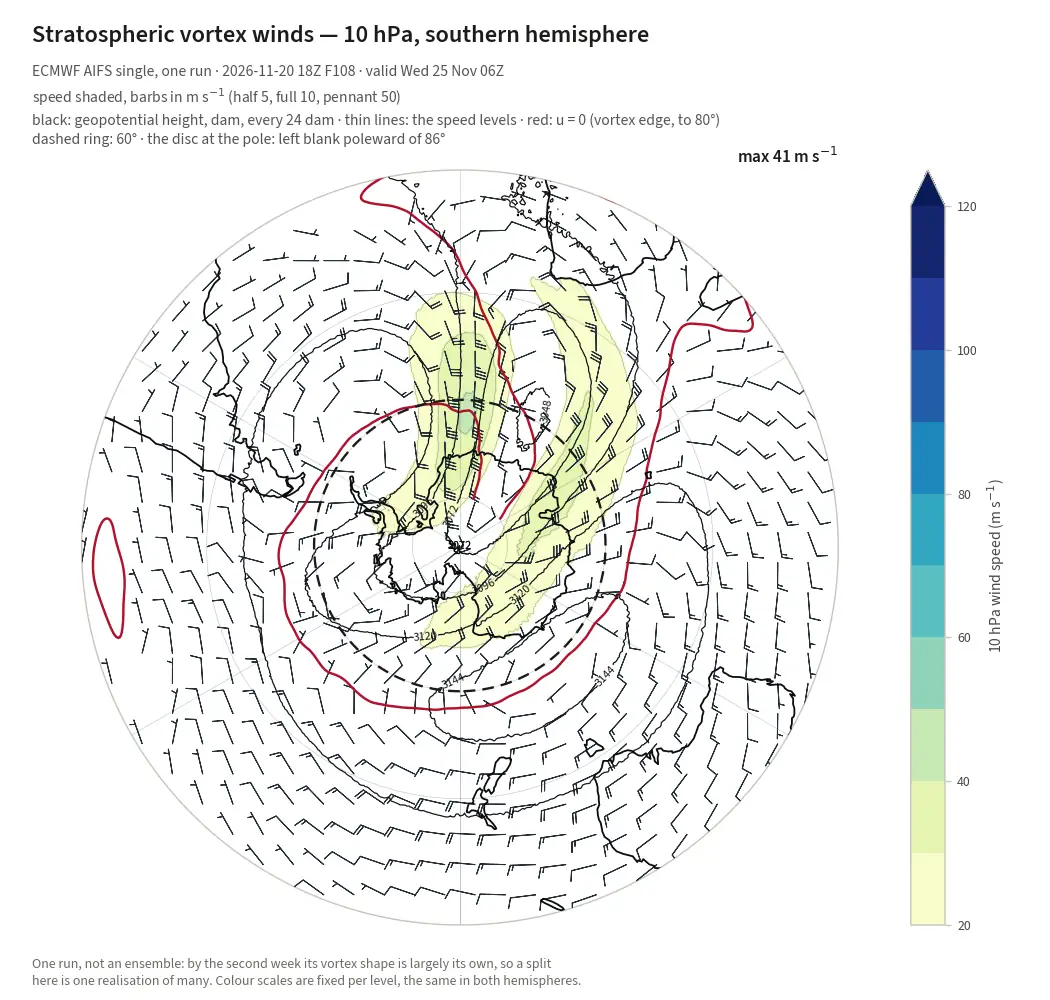 Stratospheric vortex winds — 10 hPa, southern hemisphere
ECMWF AIFS single, one run · 2026-11-20 18Z F108 · valid Wed 25 Nov 06Z
speed shaded, barbs in m s⁻¹ (half 5, full 10, pennant 50)
black: geopotential height, dam, every 24 dam · thin lines: the speed levels · red: u = 0 (vortex edge, to 80°)
dashed ring: 60° · the disc at the pole: left blank poleward of 86°
max 41 m s⁻¹
120
100
80
60
40
20
10 hPa wind speed (m s⁻¹)
3048
3072
3072
3096
3120
3120
3144
3144
One run, not an ensemble: by the second week its vortex shape is largely its own, so a split
here is one realisation of many. Colour scales are fixed per level, the same in both hemispheres.